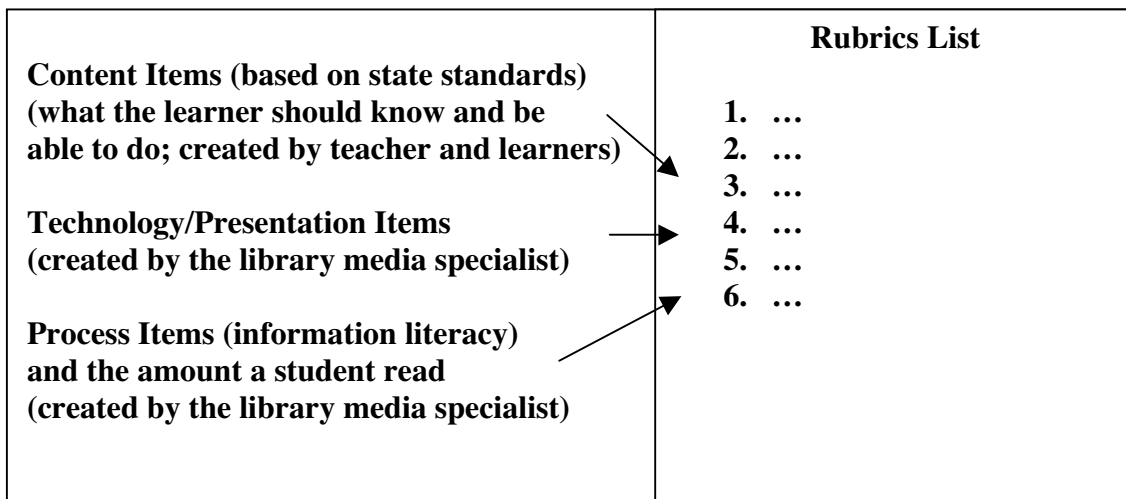 Content Items (based on state standards)
(what the learner should know and be
able to do; created by teacher and learners)
Technology/Presentation Items
(created by the library media specialist)
Process Items (information literacy)
and the amount a student read
(created by the library media specialist)
Rubrics List
1. …
2. …
3. …
4. …
5. …
6. …